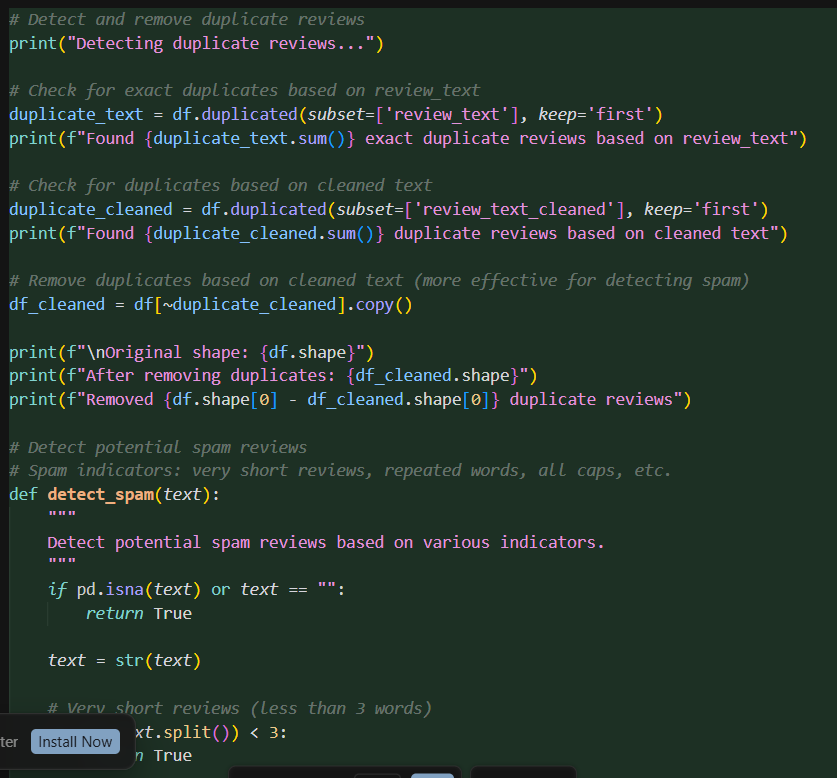 # Detect and remove duplicate reviews
print("Detecting duplicate reviews...")

# Check for exact duplicates based on review_text
duplicate_text = df.duplicated(subset=['review_text'], keep='first')
print(f"Found {duplicate_text.sum()} exact duplicate reviews based on review_text")

# Check for duplicates based on cleaned text
duplicate_cleaned = df.duplicated(subset=['review_text_cleaned'], keep='first')
print(f"Found {duplicate_cleaned.sum()} duplicate reviews based on cleaned text")

# Remove duplicates based on cleaned text (more effective for detecting spam)
df_cleaned = df[~duplicate_cleaned].copy()

print(f"\nOriginal shape: {df.shape}")
print(f"After removing duplicates: {df_cleaned.shape}")
print(f"Removed {df.shape[0] - df_cleaned.shape[0]} duplicate reviews")

# Detect potential spam reviews
# Spam indicators: very short reviews, repeated words, all caps, etc.
def detect_spam(text):
    """
    Detect potential spam reviews based on various indicators.
    """
    if pd.isna(text) or text == "":
        return True

    text = str(text)

    # Very short reviews (less than 3 words)
xt.split()) < 3:
ter Install Now
n True